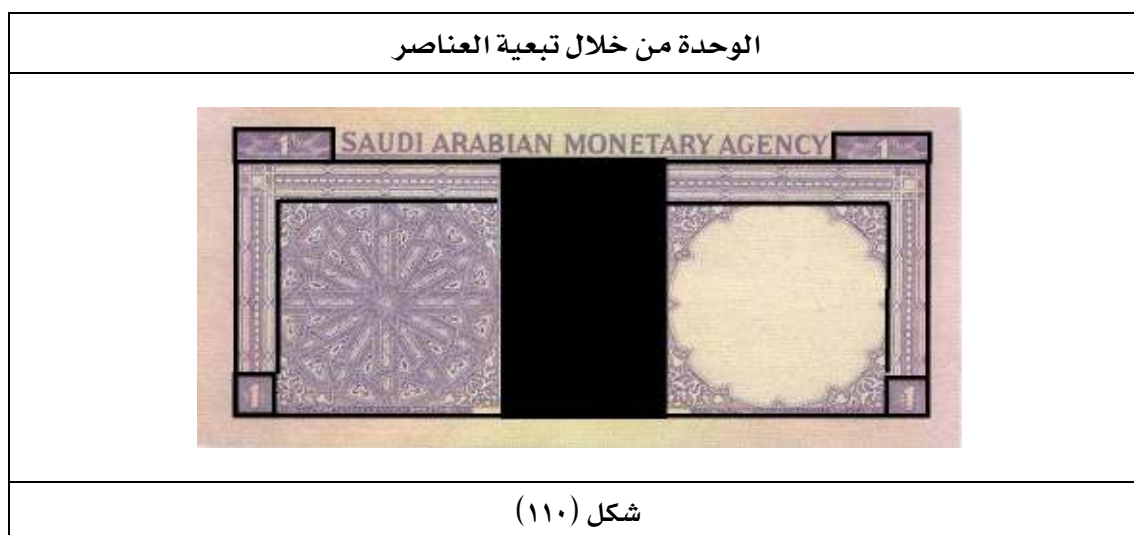 الوحدة من خلال تبعية العناصر
1 SAUDI ARABIAN MONETARY AGENCY 1
1 1
شكل (١١٠)